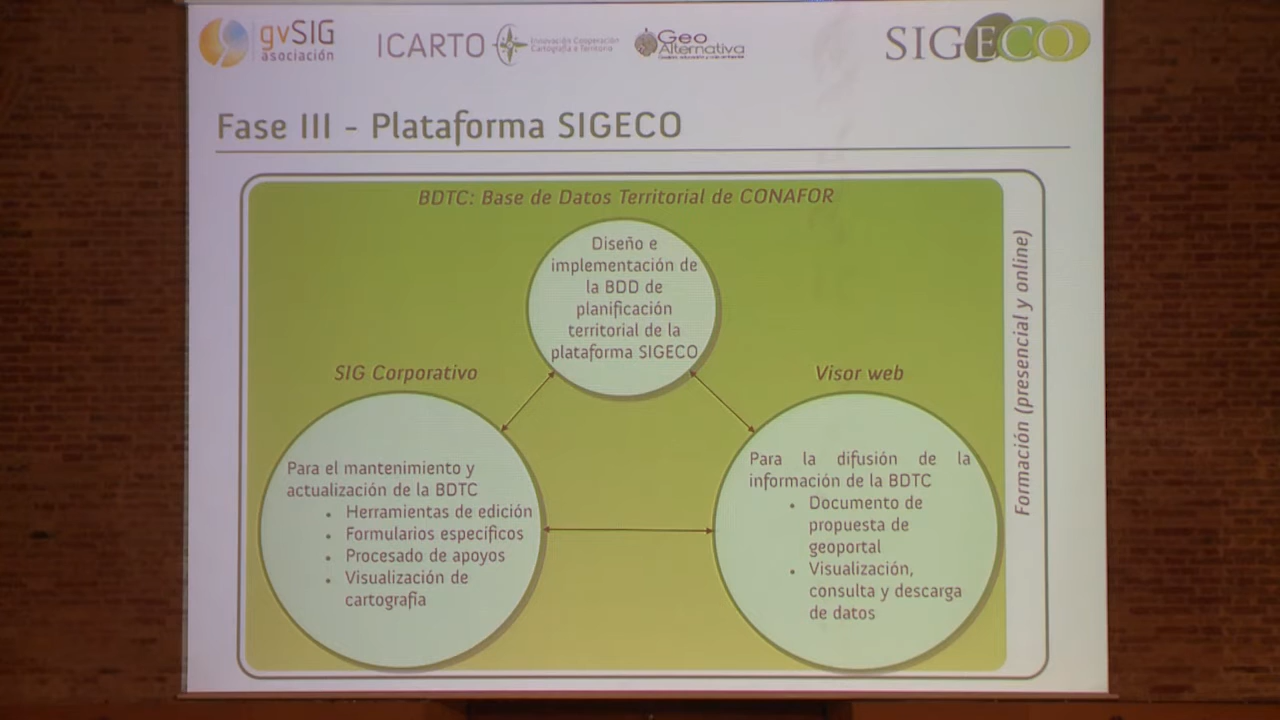 gvSIG
asociación
ICARTO
Innovación Cooperación
Cartografía e Territorio
Geo
Alternativa
SIGECO
Fase III - Plataforma SIGECO
BDTC: Base de Datos Territorial de CONAFOR
Diseño e
implementación de
la BDD de
planificación
territorial de la
plataforma SIGECO
SIG Corporativo
Para el mantenimiento y
actualización de la BDTC
• Herramientas de edición
• Formularios específicos
• Procesado de apoyos
• Visualización de
cartografía
Visor web
Para la difusión de la
información de la BDTC
• Documento de
propuesta de
geoportal
• Visualización,
consulta y descarga
de datos
Formación (presencial y online)